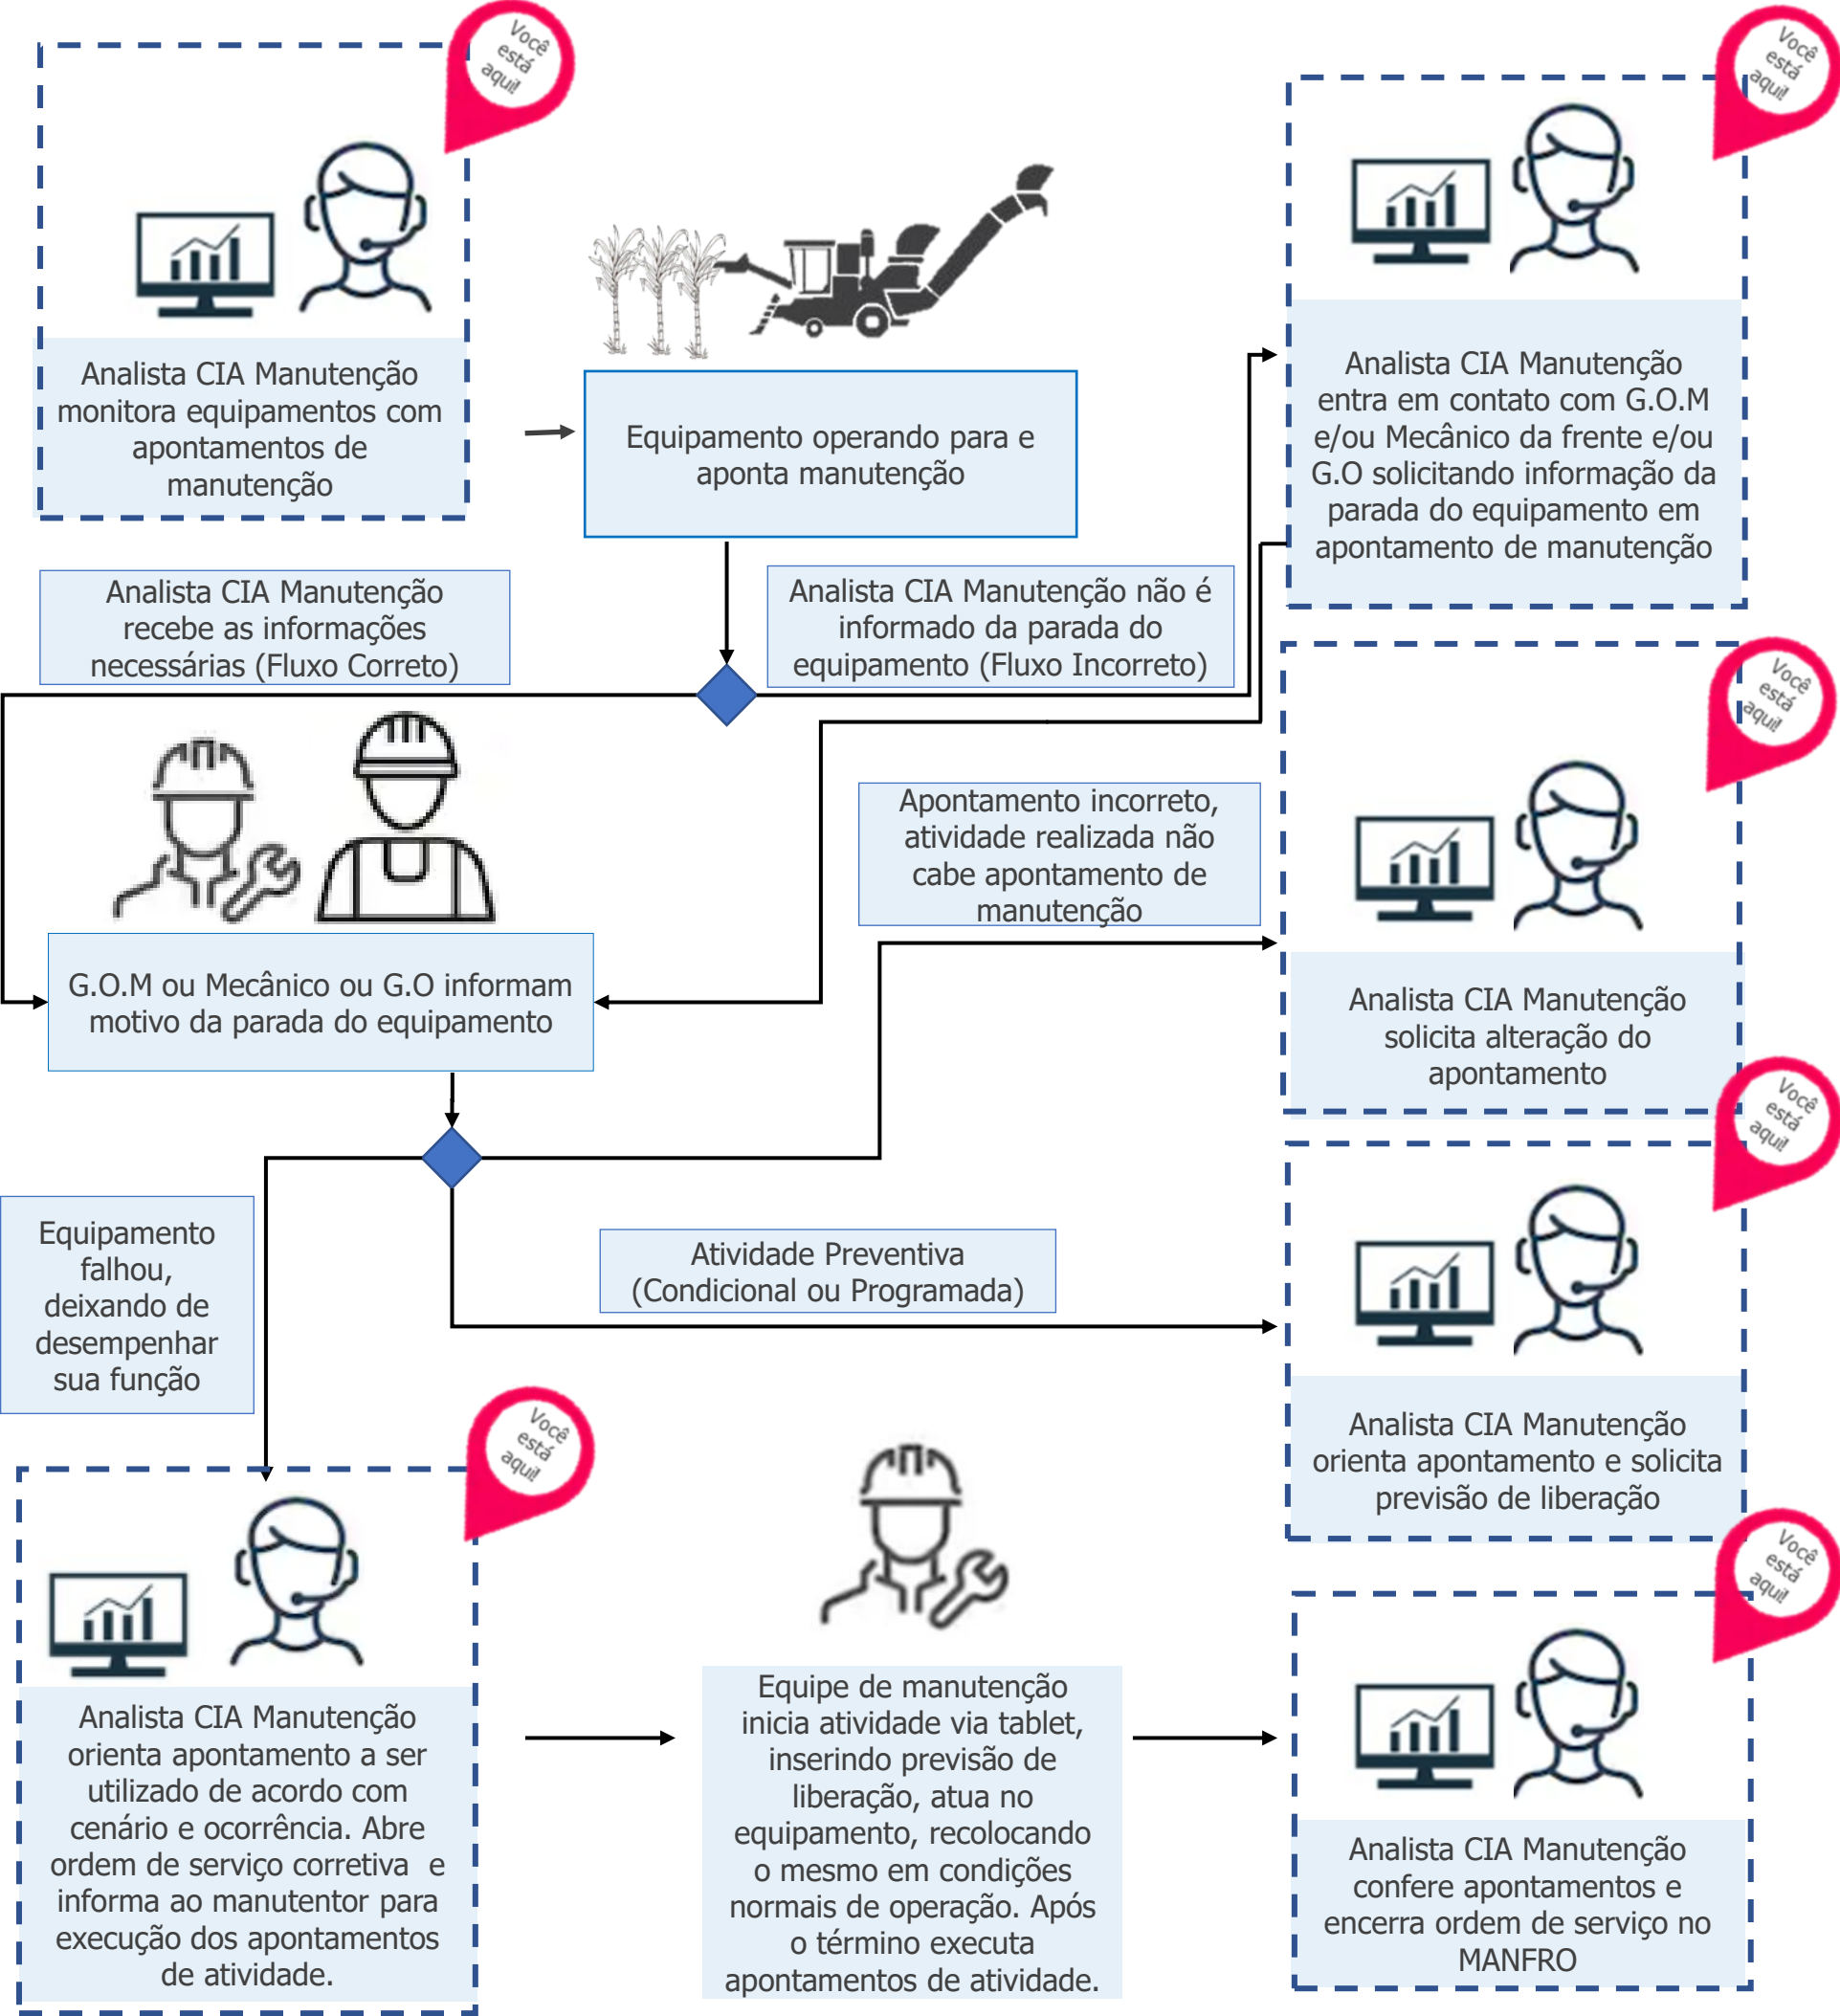 Você
está
aqui!
Você
está
aqui!
Analista CIA Manutenção
monitora equipamentos com
apontamentos de
manutenção
Equipamento operando para e
aponta manutenção
Analista CIA Manutenção
entra em contato com G.O.M
e/ou Mecânico da frente e/ou
G.O solicitando informação da
parada do equipamento em
apontamento de manutenção
Analista CIA Manutenção
recebe as informações
necessárias (Fluxo Correto)
Analista CIA Manutenção não é
informado da parada do
equipamento (Fluxo Incorreto)
Você
está
aqui!
Apontamento incorreto,
atividade realizada não
cabe apontamento de
manutenção
G.O.M ou Mecânico ou G.O informam
motivo da parada do equipamento
Analista CIA Manutenção
solicita alteração do
apontamento
Você
está
aqui!
Equipamento
falhou,
deixando de
desempenhar
sua função
Atividade Preventiva
(Condicional ou Programada)
Analista CIA Manutenção
orienta apontamento e solicita
previsão de liberação
Você
está
aqui!
Você
está
aqui!
Analista CIA Manutenção
orienta apontamento a ser
utilizado de acordo com
cenário e ocorrência. Abre
ordem de serviço corretiva  e
informa ao manutentor para
execução dos apontamentos
de atividade.
Equipe de manutenção
inicia atividade via tablet,
inserindo previsão de
liberação, atua no
equipamento, recolocando
o mesmo em condições
normais de operação. Após
o término executa
apontamentos de atividade.
Analista CIA Manutenção
confere apontamentos e
encerra ordem de serviço no
MANFRO